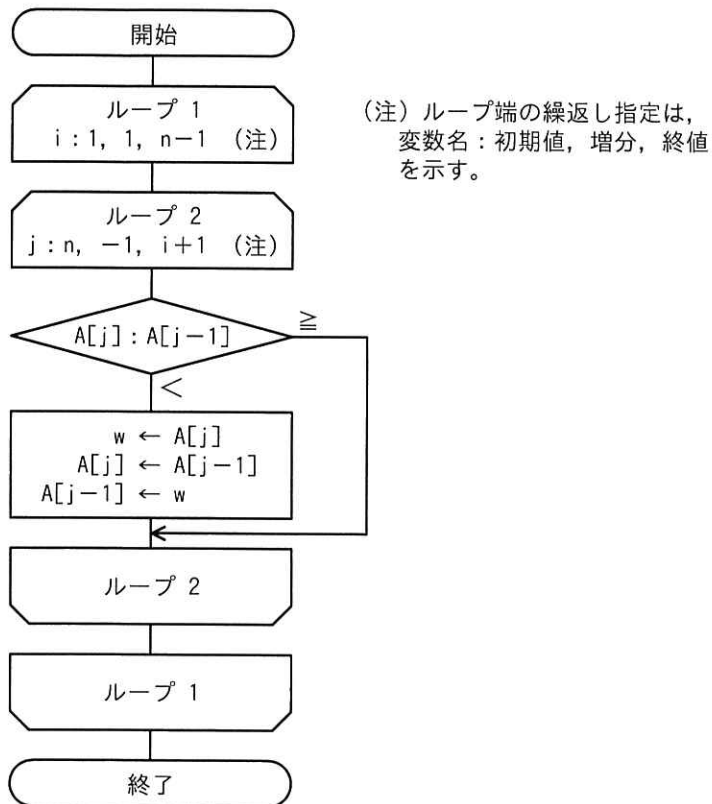 開始
ループ 1
i：1, 1, n－1 （注）
（注）ループ端の繰返し指定は，
変数名：初期値，増分，終値
を示す。
ループ 2
j：n, －1, i＋1 （注）
A[j]：A[j－1]
≧
＜
w ← A[j]
A[j] ← A[j－1]
A[j－1] ← w
ループ 2
ループ 1
終了